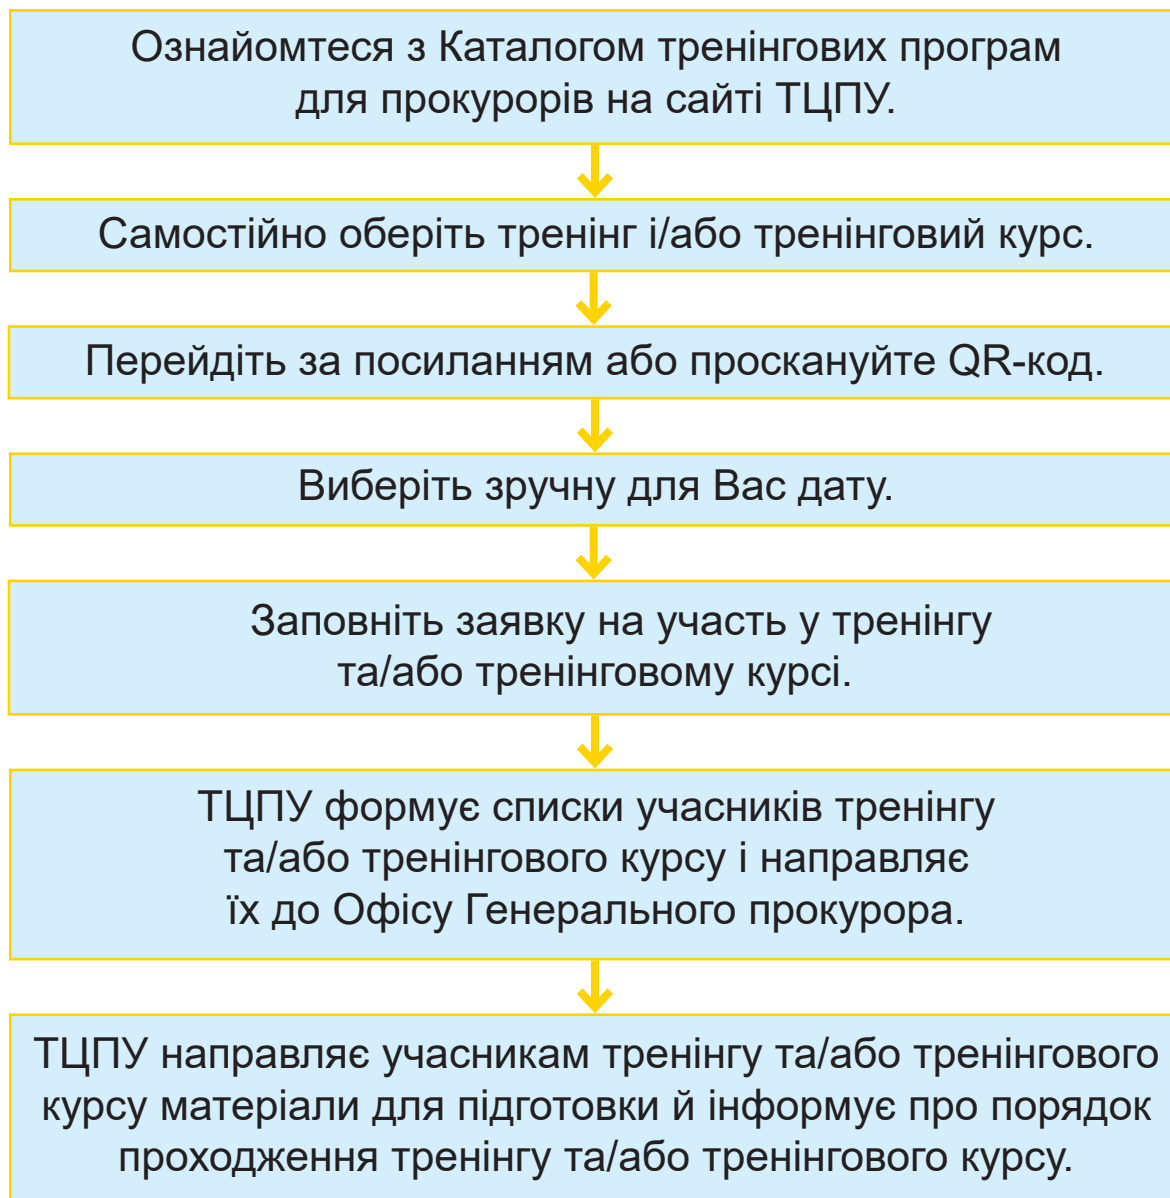 Ознайомтеся з Каталогом тренінгових програм
для прокурорів на сайті ТЦПУ.
Самостійно оберіть тренінг і/або тренінговий курс.
Перейдіть за посиланням або проскануйте QR-код.
Виберіть зручну для Вас дату.
Заповніть заявку на участь у тренінгу
та/або тренінговому курсі.
ТЦПУ формує списки учасників тренінгу
та/або тренінгового курсу і направляє
їх до Офісу Генерального прокурора.
ТЦПУ направляє учасникам тренінгу та/або тренінгового
курсу матеріали для підготовки й інформує про порядок
проходження тренінгу та/або тренінгового курсу.